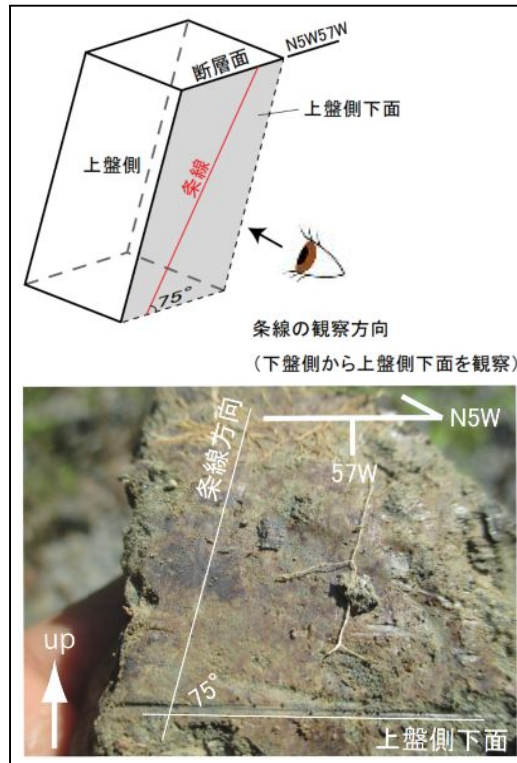 N5W57W
断層面
上盤側下面
上盤側
条線
75°
条線の観察方向
(下盤側から上盤側下面を観察)
条線方向
N5W
57W
up
75°
上盤側下面